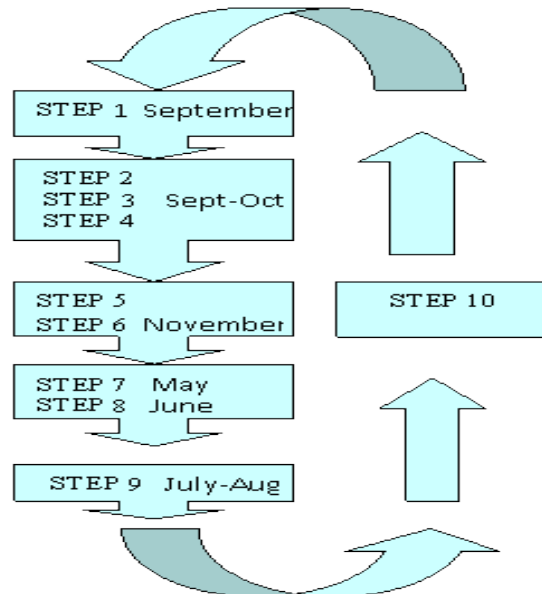 STEP 1 September
STEP 2
STEP 3 Sept-Oct
STEP 4
STEP 5
STEP 6 November
STEP 7 May
STEP 8 June
STEP 9 July-Aug
STEP 10